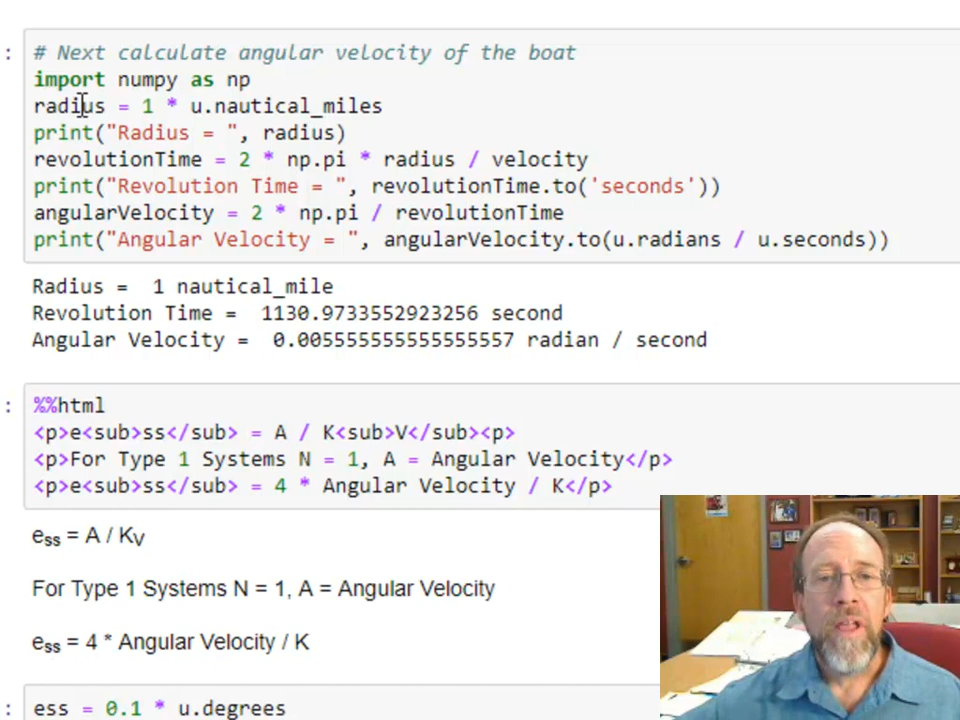 : # Next calculate angular velocity of the boat
import numpy as np
radius = 1 * u.nautical_miles
print("Radius = ", radius)
revolutionTime = 2 * np.pi * radius / velocity
print("Revolution Time = ", revolutionTime.to('seconds'))
angularVelocity = 2 * np.pi / revolutionTime
print("Angular Velocity = ", angularVelocity.to(u.radians / u.seconds))
Radius =  1 nautical_mile
Revolution Time =  1130.9733552923256 second
Angular Velocity =  0.005555555555555557 radian / second
: %%html
<p>e<sub>ss</sub> = A / K<sub>V</sub><p>
<p>For Type 1 Systems N = 1, A = Angular Velocity</p>
<p>e<sub>ss</sub> = 4 * Angular Velocity / K</p>
ess = A / KV
For Type 1 Systems N = 1, A = Angular Velocity
ess = 4 * Angular Velocity / K
: ess = 0.1 * u.degrees